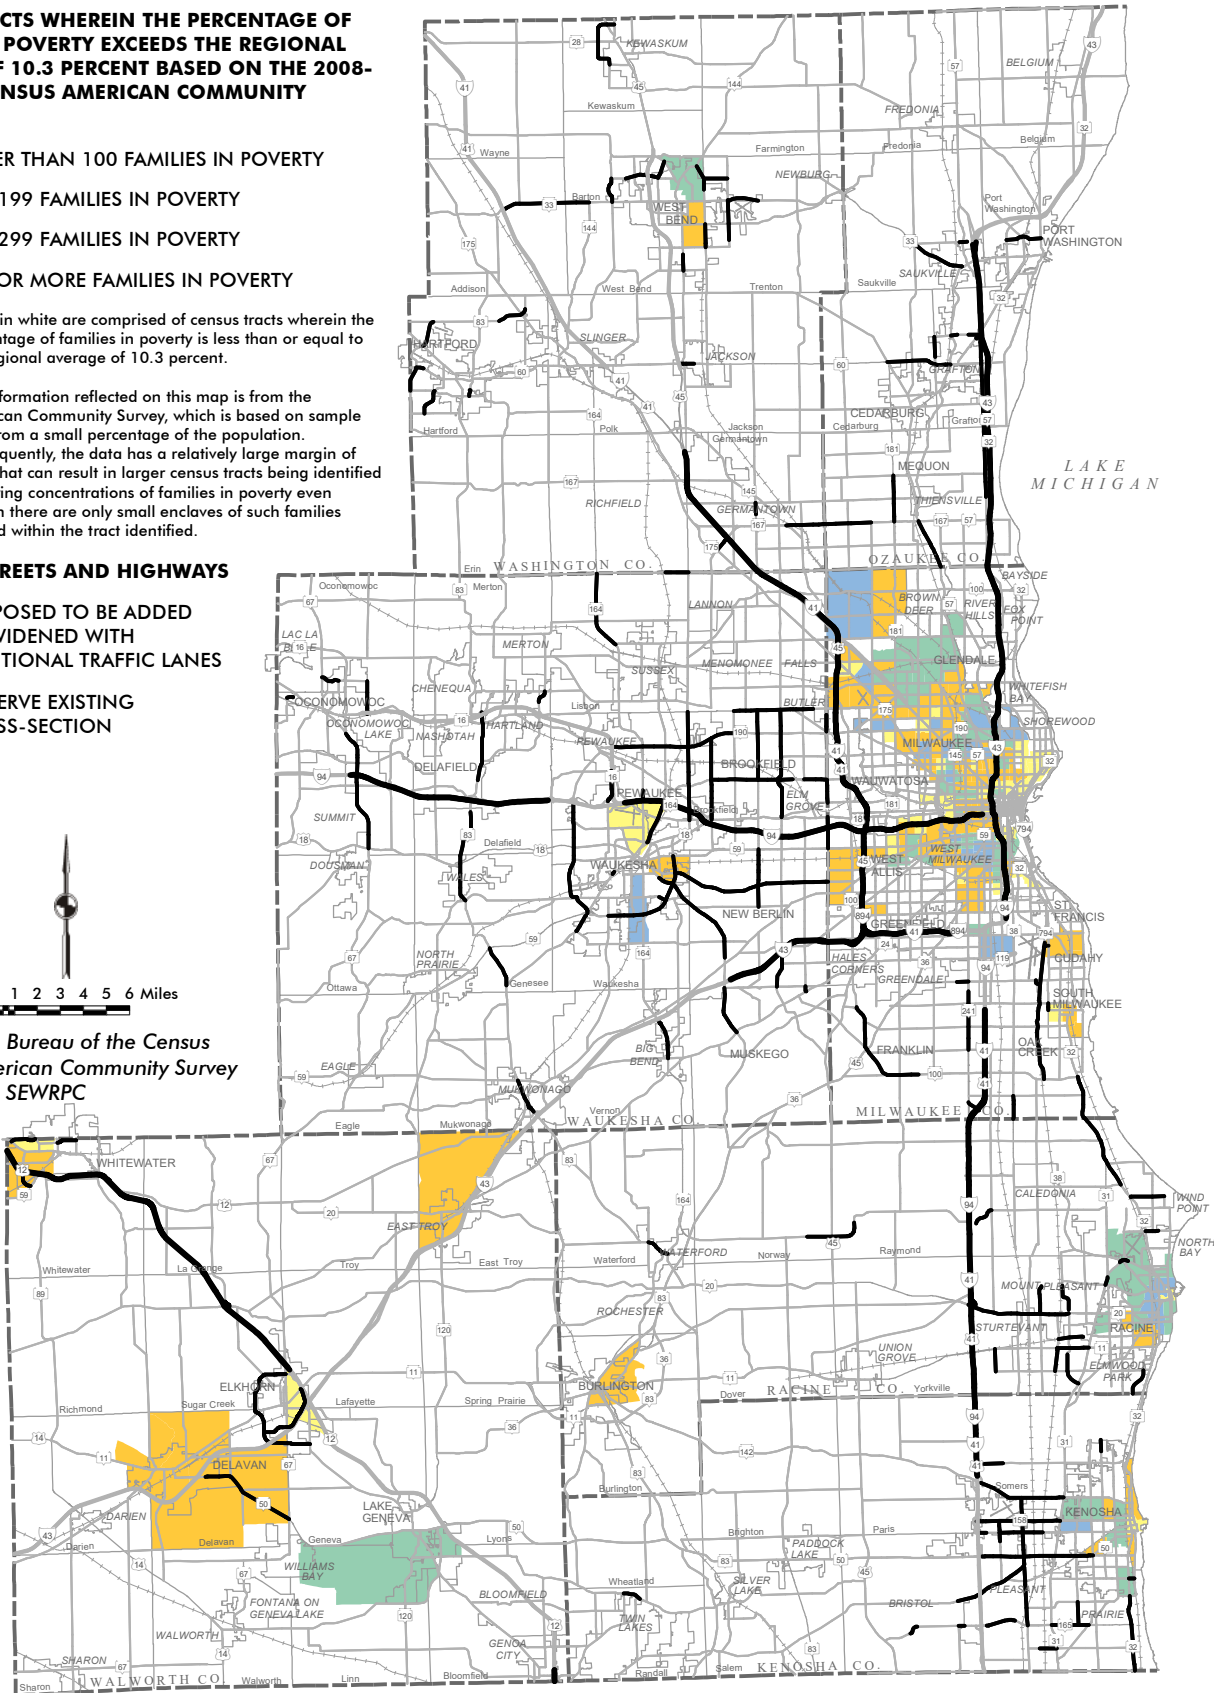 CTS WHEREIN THE PERCENTAGE OF
POVERTY EXCEEDS THE REGIONAL
F 10.3 PERCENT BASED ON THE 2008-
NSUS AMERICAN COMMUNITY
ER THAN 100 FAMILIES IN POVERTY
199 FAMILIES IN POVERTY
299 FAMILIES IN POVERTY
OR MORE FAMILIES IN POVERTY
in white are comprised of census tracts wherein the
ntage of families in poverty is less than or equal to
egional average of 10.3 percent.
formation reflected on this map is from the
can Community Survey, which is based on sample
rom a small percentage of the population.
quently, the data has a relatively large margin of
hat can result in larger census tracts being identified
ring concentrations of families in poverty even
h there are only small enclaves of such families
d within the tract identified.
REETS AND HIGHWAYS
POSED TO BE ADDED
VIDENED WITH
TIONAL TRAFFIC LANES
ERVE EXISTING
SS-SECTION
1 2 3 4 5 6 Miles
Bureau of the Census
erican Community Survey
SEWRPC
KEWASKUM
Kewaskum
Wayne
Farmington
Fredonia
FREDONIA
BELGIUM
Belgium
NEWBURG
Barton
WEST
BEND
Port
Washington
PORT
WASHINGTON
SAUKVILLE
Saukville
Addison
West Bend
Trenton
HARTFORD
SLINGER
JACKSON
GRAFTON
Grafton
CEDARBURG
Cedarburg
Hartford
Polk
Jackson
Germantown
MEQUON
LAKE
MICHIGAN
RICHFIELD
GERMANTOWN
THIENSVILLE
Erin
WASHINGTON CO.
OZAUKEE CO.
Oconomowoc
Merton
LANNON
BROWN
DEER
BAYSIDE
RIVER
HILLS
FOX
POINT
LAC LA
MERTON
SUSSEX
MENOMONEE FALLS
GLENDALE
WHITEFISH
BAY
CHENEQUA
OCONOMOWOC
Lisbon
BUTLER
OCONOMOWOC
LAKE
NASHOTAH
HARTLAND
SHOREWOOD
PEWAUKEE
MILWAUKEE
DELAFIELD
BROOKFIELD
WAUWATOSA
PEWAUKEE
ELM
GROVE
Brookfield
SUMMIT
Delafield
DOUSMAN
WALES
WAUKESHA
WEST
MILWAUKEE
WEST
ALLIS
NEW BERLIN
ST.
FRANCIS
GREENFIELD
CUDAHY
NORTH
PRAIRIE
HALES
CORNERS
GREENDALE
Ottawa
Genesee
Waukesha
SOUTH
MILWAUKEE
BIG
BEND
MUSKEGO
FRANKLIN
OAK
CREEK
EAGLE
MUKWONAGO
Vernon
WAUKESHA CO.
MILWAUKEE CO.
Eagle
Mukwonago
WHITEWATER
CALEDONIA
WIND
POINT
NORTH
BAY
EAST TROY
Whitewater
La Grange
Troy
East Troy
Waterford
WATERFORD
Norway
Raymond
MOUNT PLEASANT
ROCHESTER
STURTEVANT
RACINE
UNION
GROVE
ELMWOOD
PARK
ELKHORN
BURLINGTON
Dover
RACINE CO.
Yorkville
Richmond
Sugar Creek
Lafayette
Spring Prairie
DELAVAN
Burlington
Somers
LAKE
GENEVA
KENOSHA
DARIEN
Darien
Delavan
Geneva
Lyons
Brighton
Paris
PADDOCK
LAKE
WILLIAMS
BAY
BLOOMFIELD
Wheatland
SILVER
LAKE
PLEASANT
PRAIRIE
BRISTOL
FONTANA ON
GENEVA LAKE
TWIN
LAKES
WALWORTH
GENOA
CITY
SHARON
Sharon
WALWORTH CO.
Walworth
Linn
Bloomfield
Randall
Salem
KENOSHA CO.